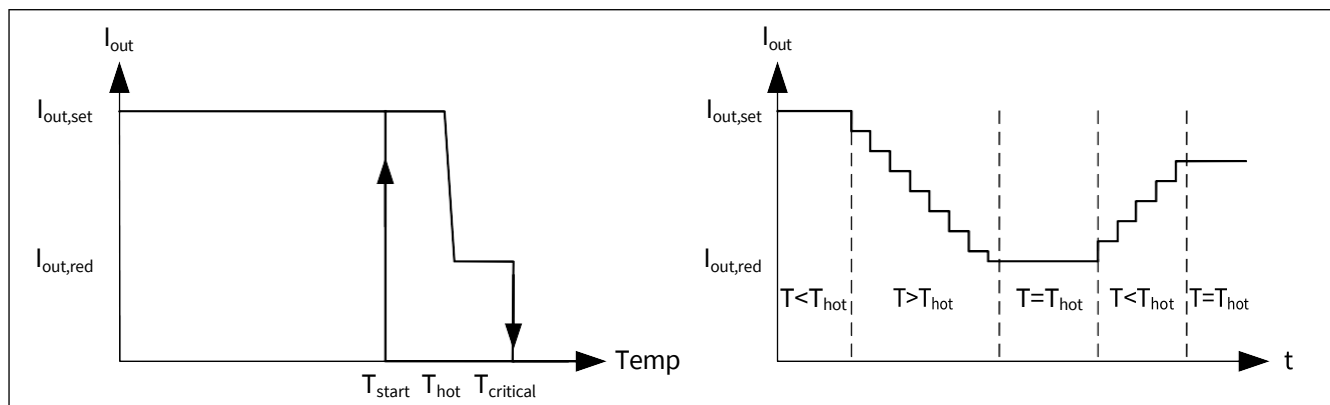 I_out
I_out,set
I_out,red
T_start T_hot T_critical
Temp
I_out
I_out,set
I_out,red
T<T_hot T>T_hot T=T_hot T<T_hot T=T_hot
t